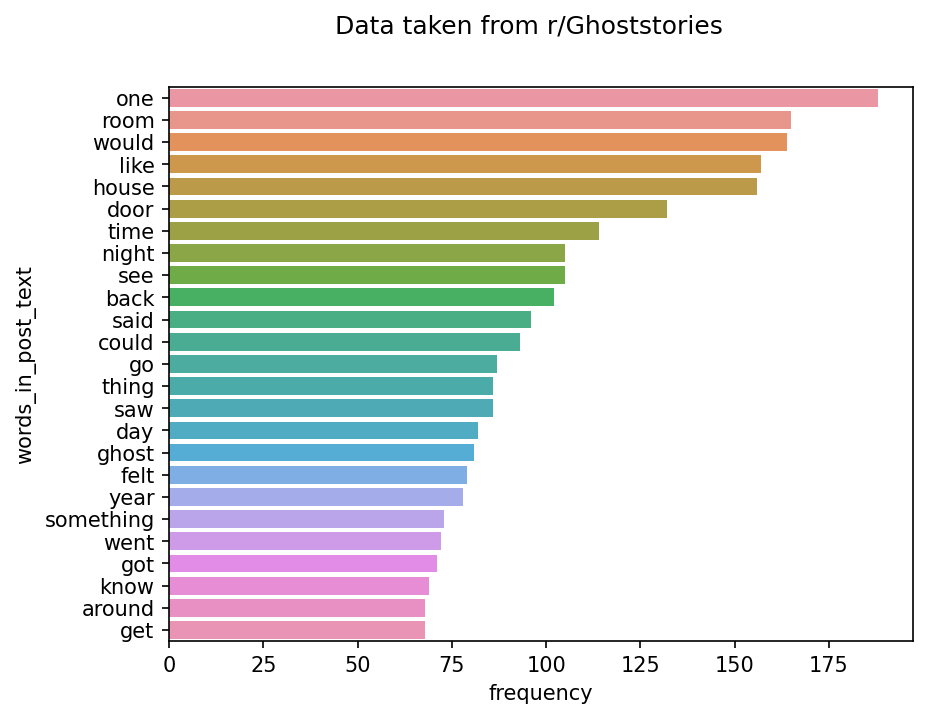 Data taken from r/Ghoststories
words_in_post_text
one
room
would
like
house
door
time
night
see
back
said
could
go
thing
saw
day
ghost
felt
year
something
went
got
know
around
get
0 25 50 75 100 125 150 175
frequency